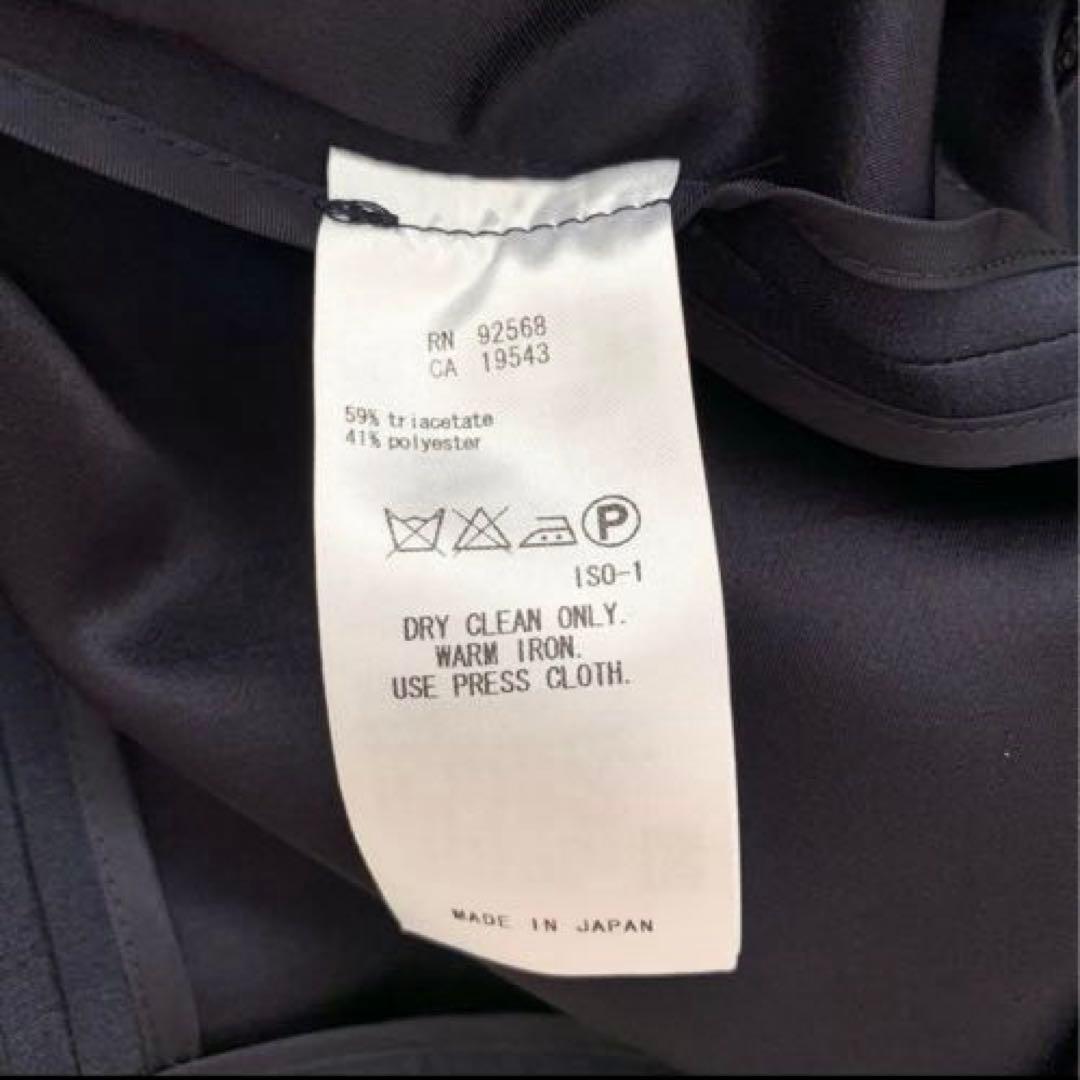 RN 92568
CA 19543
59% triacetate
41% polyester
P
ISO-1
DRY CLEAN ONLY.
WARM IRON.
USE PRESS CLOTH.
MADE IN JAPAN